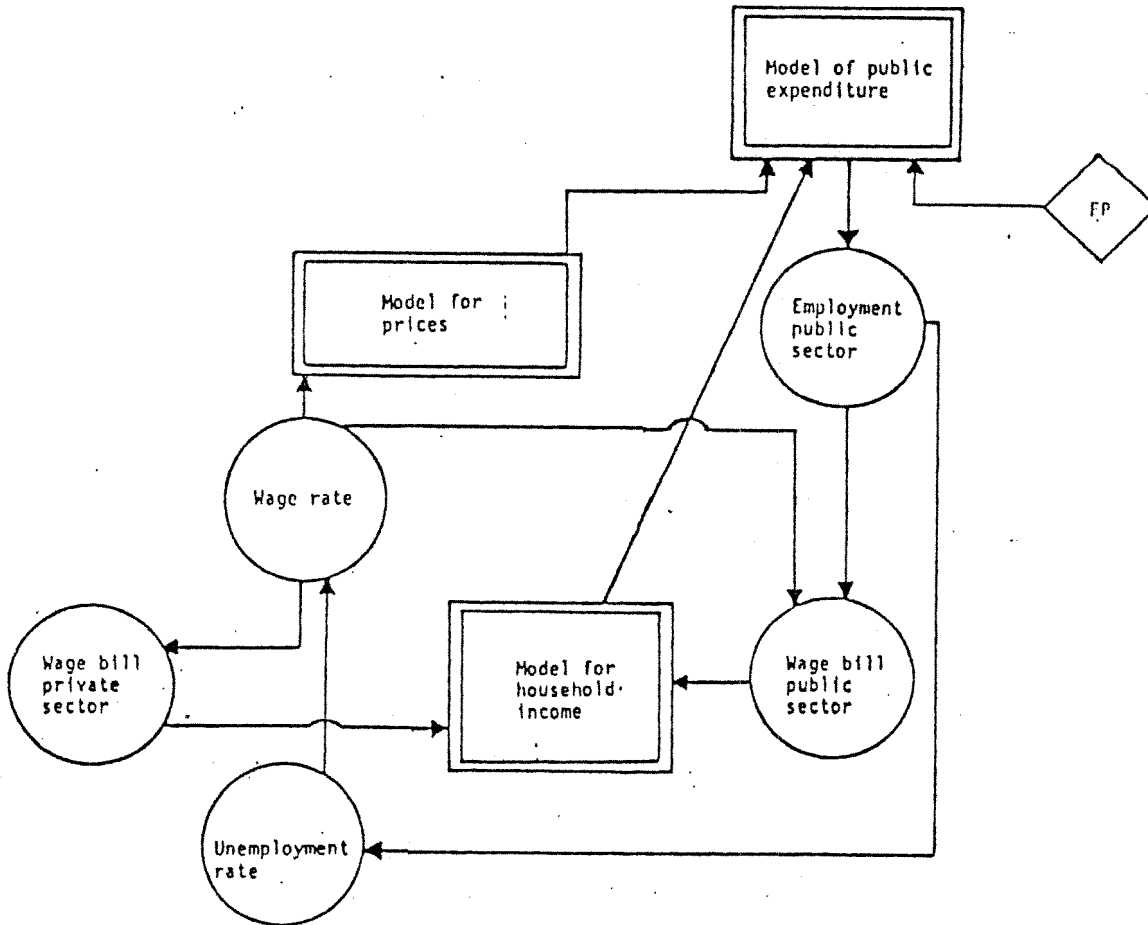 Model of public
expenditure
FP
Model for
prices
Employment
public
sector
Wage rate
Wage bill
private
sector
Model for
household
income
Wage bill
public
sector
Unemployment
rate